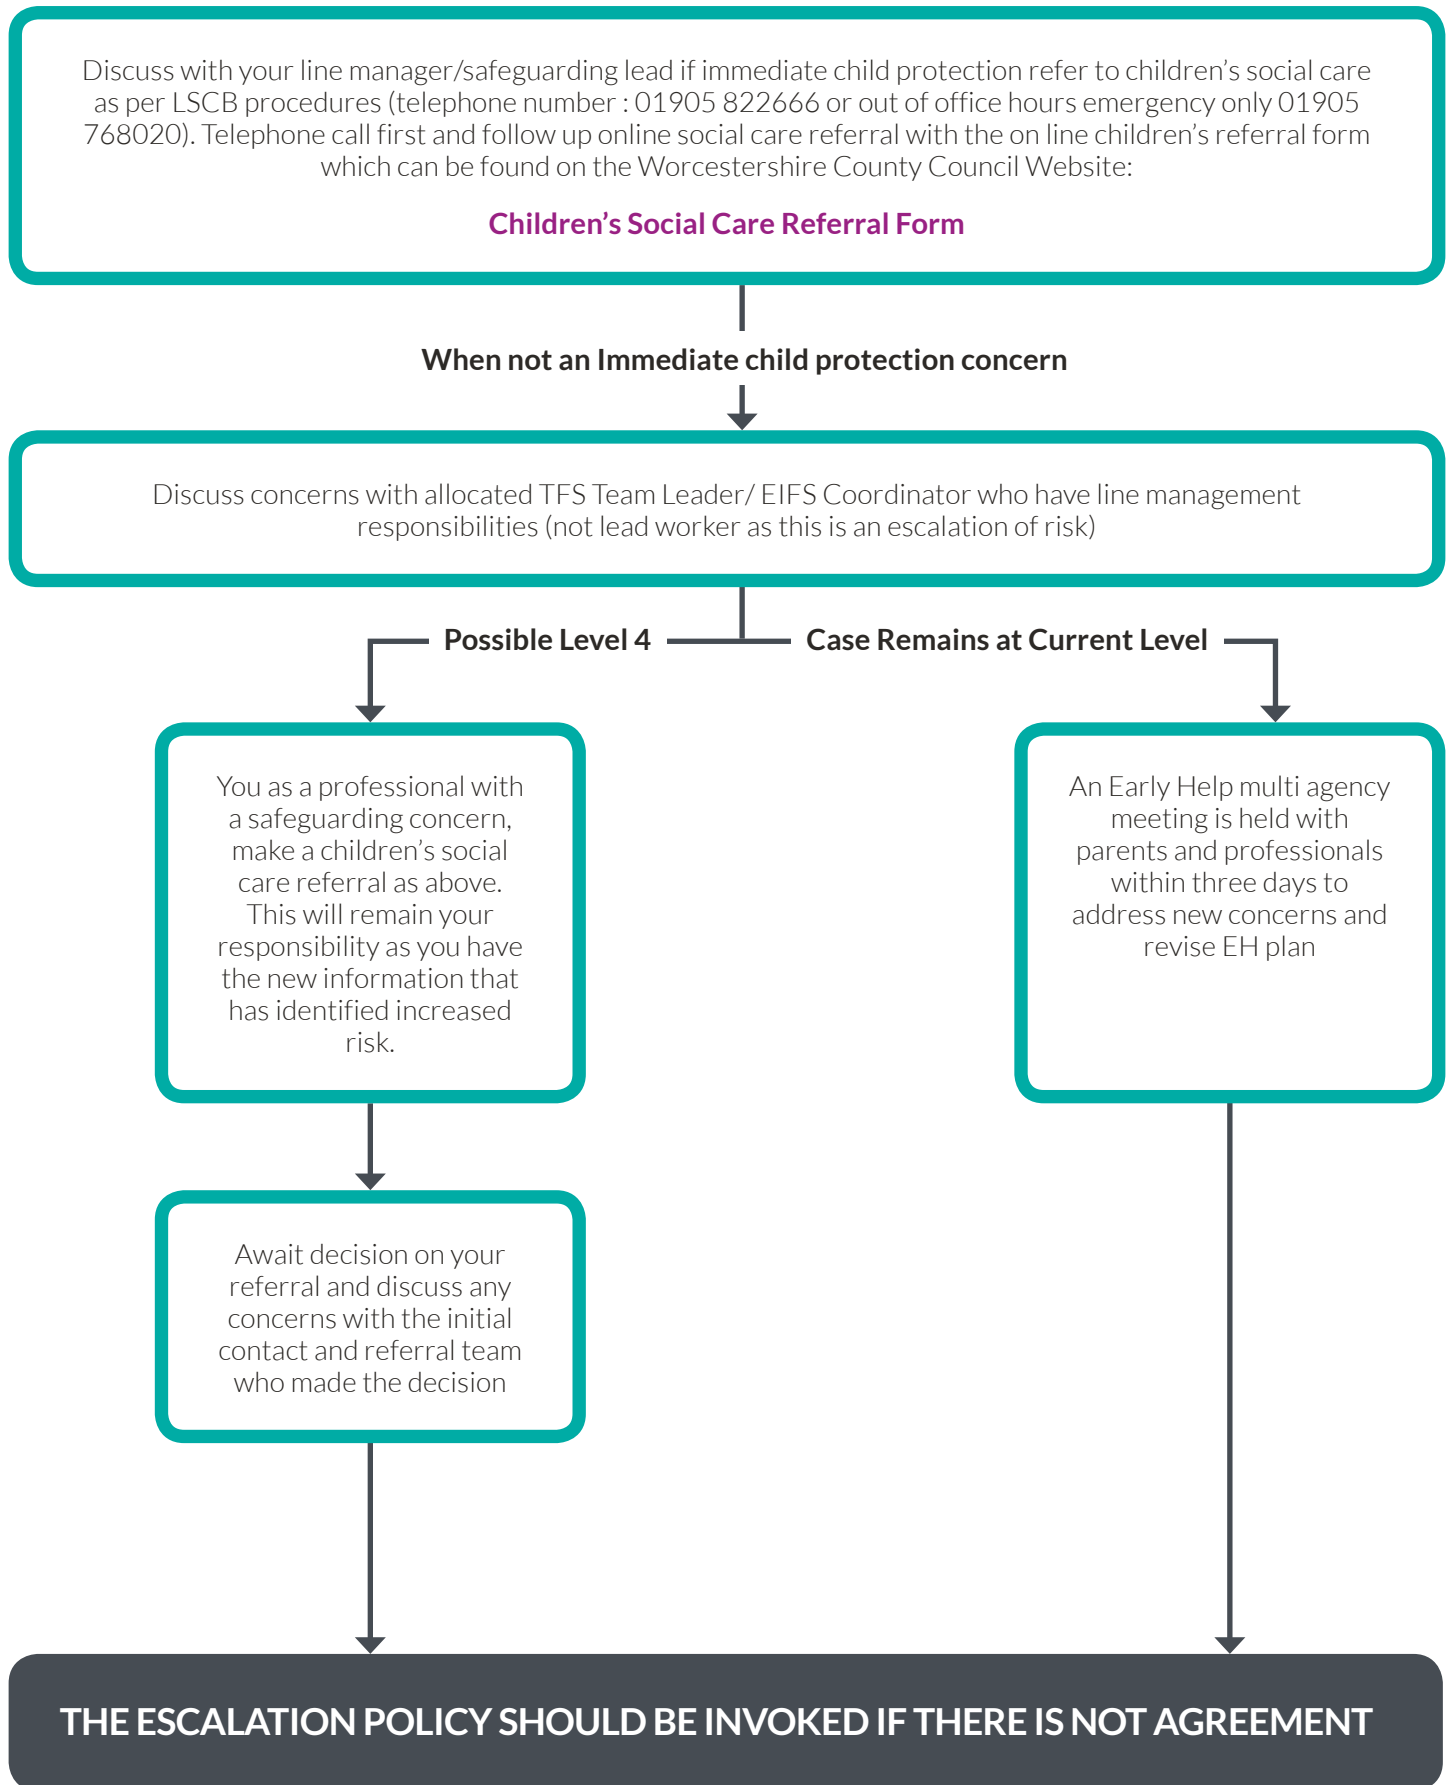 Discuss with your line manager/safeguarding lead if immediate child protection refer to children’s social care
as per LSCB procedures (telephone number : 01905 822666 or out of office hours emergency only 01905
768020). Telephone call first and follow up online social care referral with the on line children’s referral form
which can be found on the Worcestershire County Council Website:
Children’s Social Care Referral Form
When not an Immediate child protection concern
Discuss concerns with allocated TFS Team Leader/ EIFS Coordinator who have line management
responsibilities (not lead worker as this is an escalation of risk)
Possible Level 4
Case Remains at Current Level
You as a professional with
a safeguarding concern,
make a children’s social
care referral as above.
This will remain your
responsibility as you have
the new information that
has identified increased
risk.
An Early Help multi agency
meeting is held with
parents and professionals
within three days to
address new concerns and
revise EH plan
Await decision on your
referral and discuss any
concerns with the initial
contact and referral team
who made the decision
THE ESCALATION POLICY SHOULD BE INVOKED IF THERE IS NOT AGREEMENT